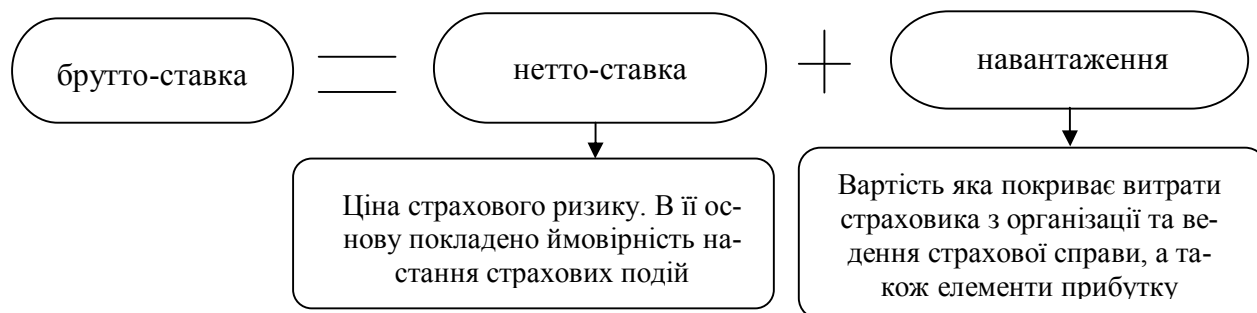 брутто-ставка
нетто-ставка
навантаження
Ціна страхового ризику. В її ос-
нову покладено ймовірність на-
стання страхових подій
Вартість яка покриває витрати
страховика з організації та ве-
дення страхової справи, а та-
кож елементи прибутку